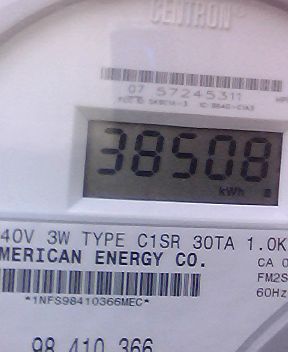 CENTRON®
07 57245311
38508
kWh
40V 3W TYPE C1SR 30TA 1.0K
MERICAN ENERGY CO.
CA 0
FM2S
60Hz
*1NFS98410366MEC*
98 410 366